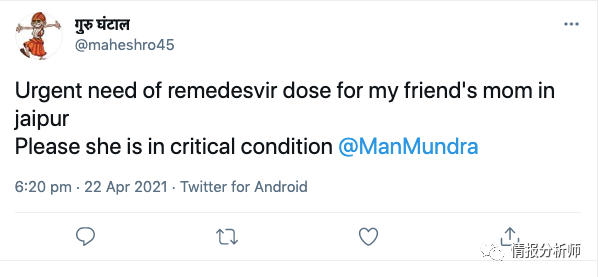 गुरु घंटाल
@maheshro45
Urgent need of remedesvir dose for my friend's mom in
jaipur
Please she is in critical condition @ManMundra
6:20 pm · 22 Apr 2021 · Twitter for Android
情报分析师